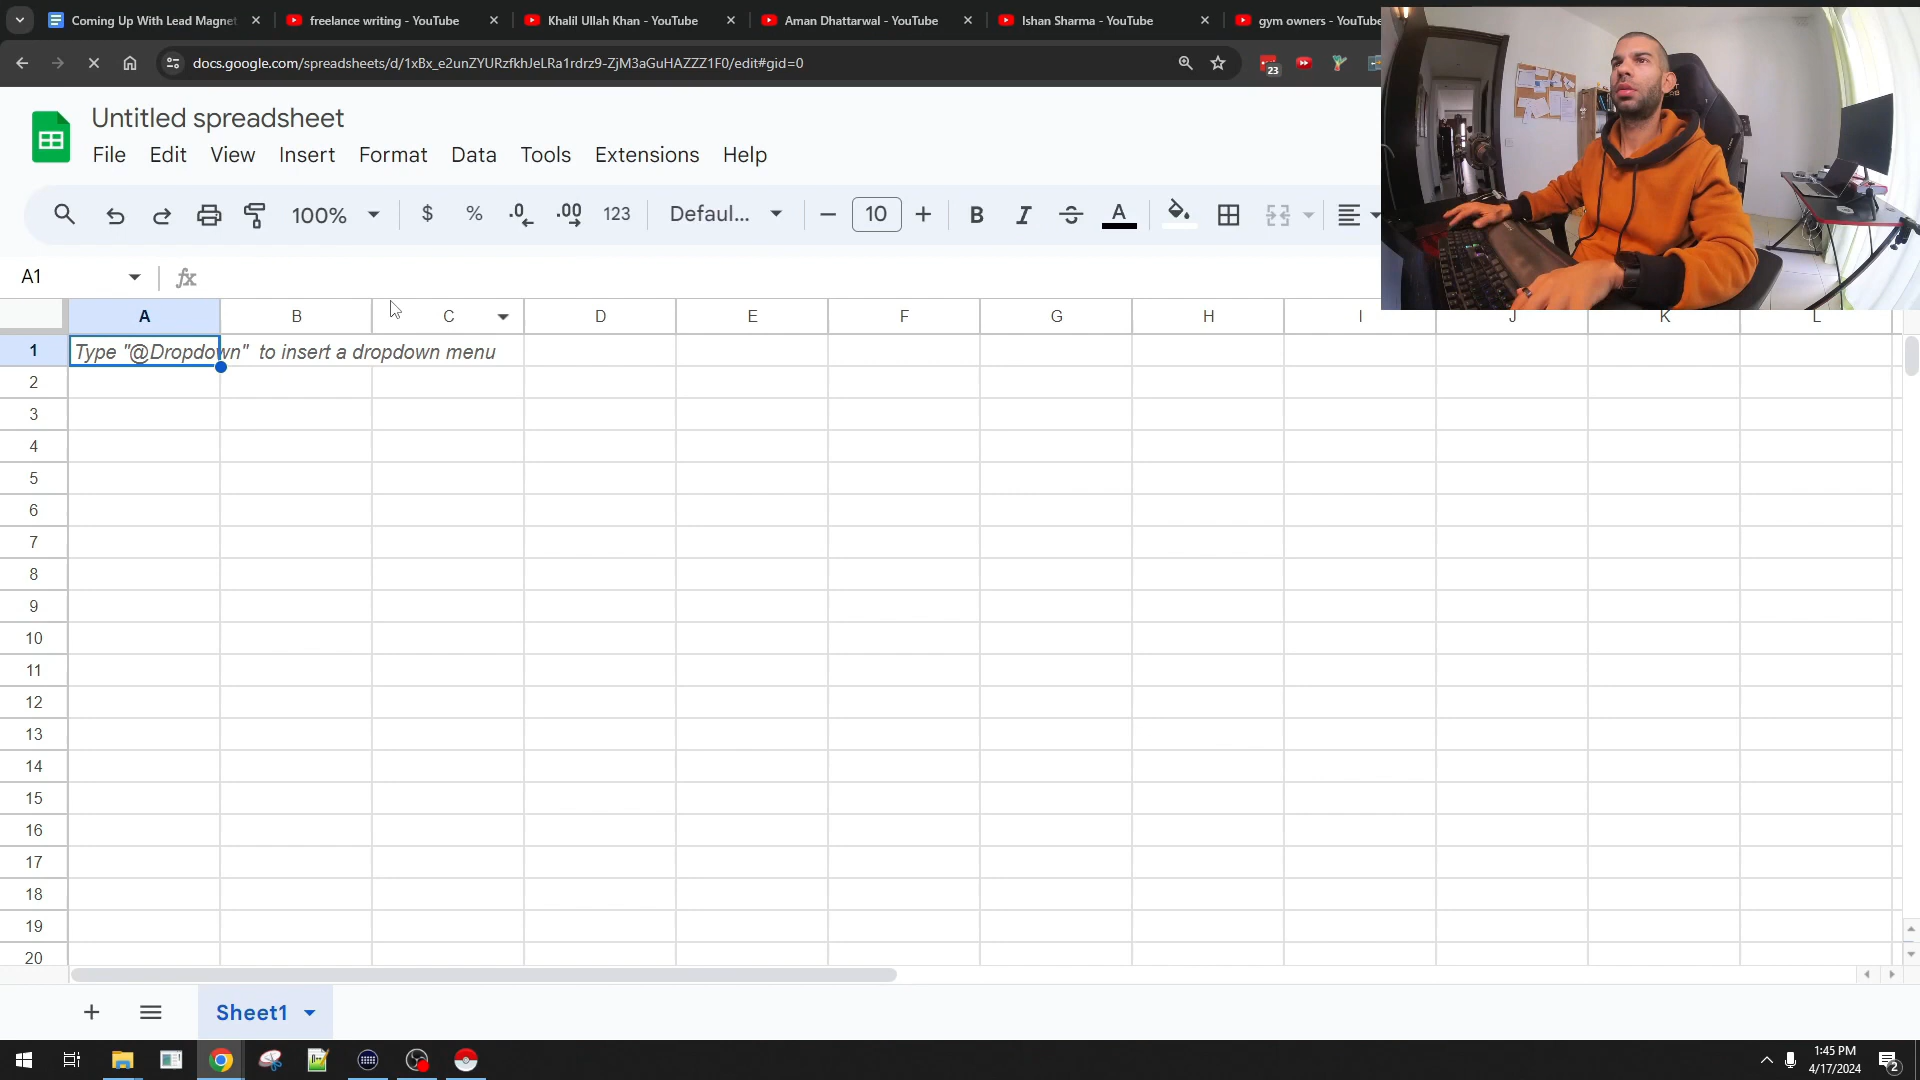 Coming Up With Lead Magnet
freelance writing - YouTube
Khalil Ullah Khan - YouTube
Aman Dhattarwal - YouTube
Ishan Sharma - YouTube
gym owners - YouTube
docs.google.com/spreadsheets/d/1xBx_e2unZYURzfkhJeLRa1rdrz9-ZjM3aGuHAZZZ1F0/edit#gid=0
23
Untitled spreadsheet
File Edit View Insert Format Data Tools Extensions Help
100% $ % .0 .00 123 Defaul... 10 B I S A
A1 fx
A B C D E F G H I J K L
1 Type "@Dropdown" to insert a dropdown menu
2
3
4
5
6
7
8
9
10
11
12
13
14
15
16
17
18
19
20
Sheet1
1:45 PM
4/17/2024
2